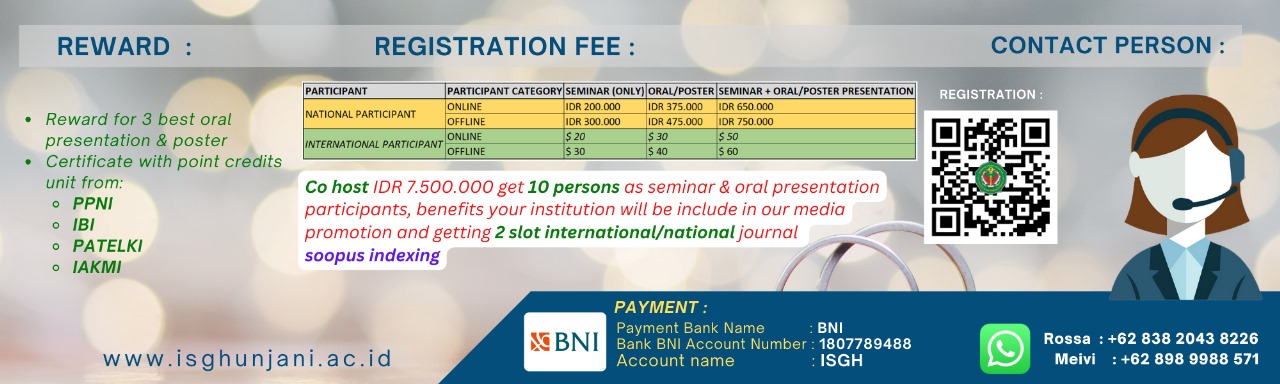 REWARD :
Reward for 3 best oral
presentation & poster
Certificate with point credits
unit from:
PPNI
IBI
PATELKI
IAKMI
www.isghunjani.ac.id
REGISTRATION FEE :
PARTICIPANT PARTICIPANT CATEGORY SEMINAR (ONLY) ORAL/POSTER SEMINAR + ORAL/POSTER PRESENTATION
NATIONAL PARTICIPANT ONLINE IDR 200.000 IDR 375.000 IDR 650.000
OFFLINE IDR 300.000 IDR 475.000 IDR 750.000
INTERNATIONAL PARTICIPANT ONLINE $ 20 $ 30 $ 50
OFFLINE $ 30 $ 40 $ 60
Co host IDR 7.500.000 get 10 persons as seminar & oral presentation
participants, benefits your institution will be include in our media
promotion and getting 2 slot international/national journal
soopus indexing
PAYMENT :
BNI
Payment Bank Name : BNI
Bank BNI Account Number : 1807789488
Account name : ISGH
CONTACT PERSON :
REGISTRATION :
Rossa : +62 838 2043 8226
Meivi : +62 898 9988 571